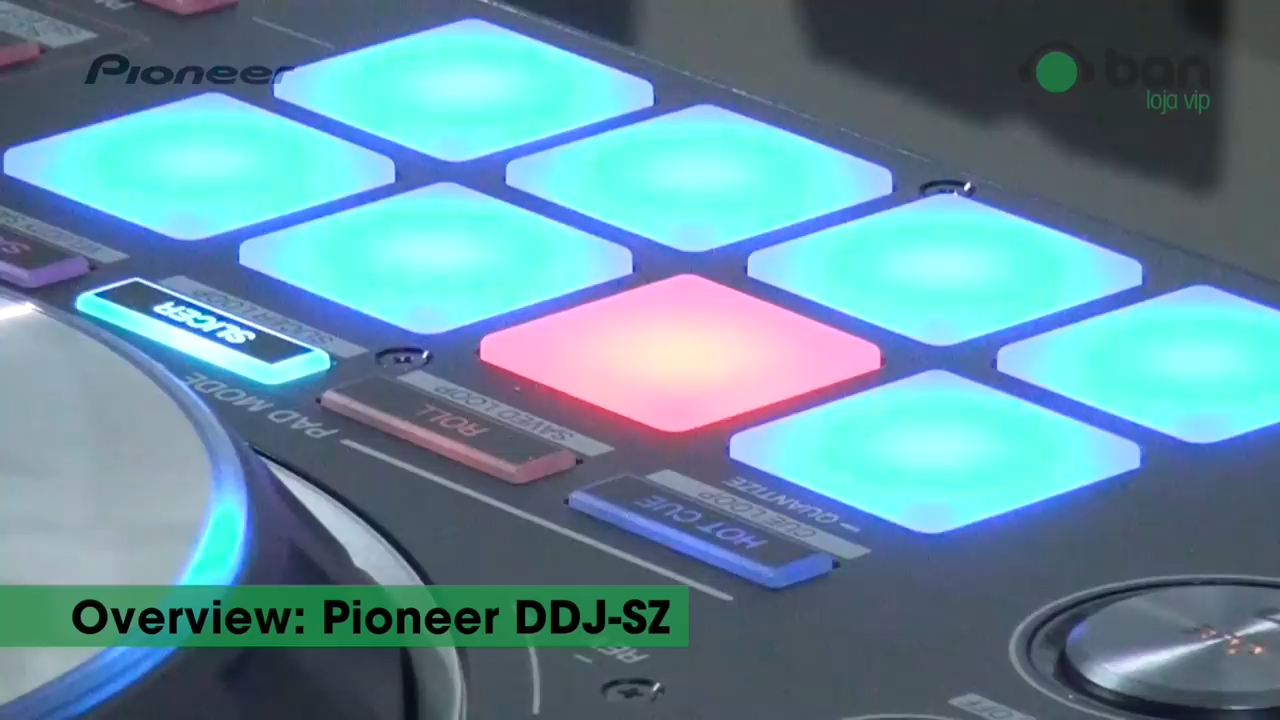 Pioneer
ban
loja vip
SLICER
SLICER LOOP
PAD MODE
ROLL
SAVED LOOP
HOT CUE
CUE LOOP
– QUANTIZE
Overview: Pioneer DDJ-SZ
OFF